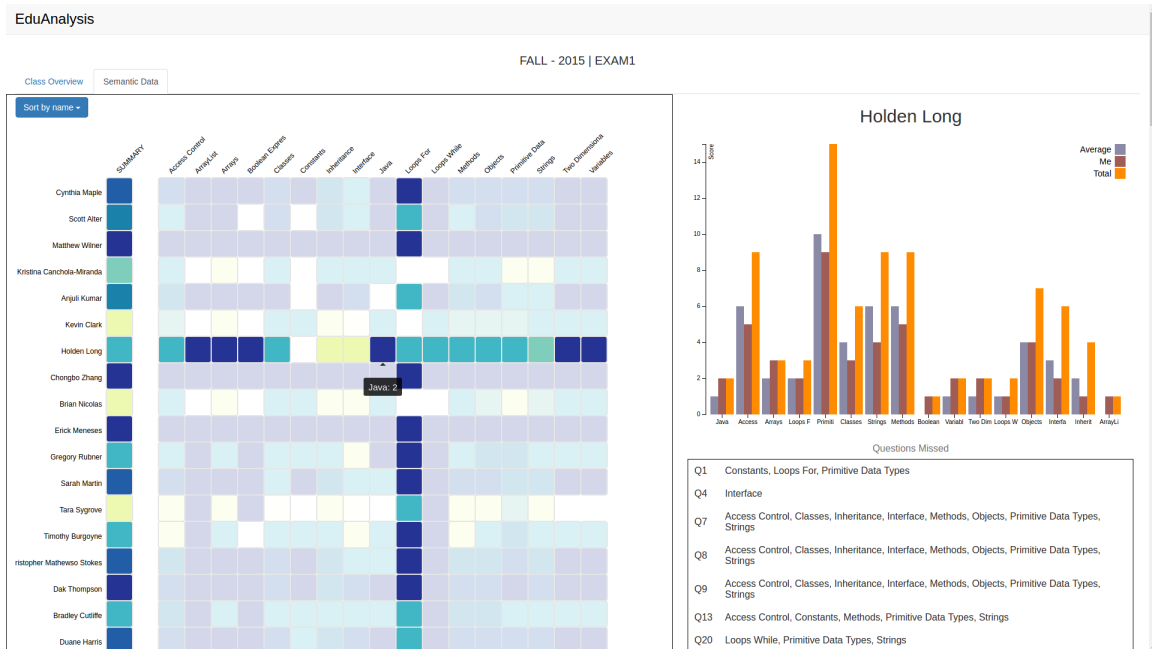 EduAnalysis
FALL - 2015 | EXAM1
Class Overview
Semantic Data
Sort by name
SUMMARY
Access Control
ArrayList
Arrays
Boolean Expres
Classes
Constants
Inheritance
Interface
Java
Loops For
Loops While
Methods
Objects
Primitive Data
Strings
Two Dimensiona
Variables
Cynthia Maple
Scott Alter
Matthew Wilner
Kristina Canchola-Miranda
Anjuli Kumar
Kevin Clark
Holden Long
Chongbo Zhang
Brian Nicolas
Erick Meneses
Gregory Rubner
Sarah Martin
Tara Sygrove
Timothy Burgoyne
ristopher Mathewso Stokes
Dak Thompson
Bradley Cutliffe
Duane Harris
Java: 2
Holden Long
Score
14
12
10
8
6
4
2
0
Average
Me
Total
Java
Access
Arrays
Loops F
Primiti
Classes
Strings
Methods
Boolean
Variabl
Two Dim
Loops W
Objects
Interfa
Inherit
ArrayLi
Questions Missed
Q1 Constants, Loops For, Primitive Data Types
Q4 Interface
Q7 Access Control, Classes, Inheritance, Interface, Methods, Objects, Primitive Data Types,
Strings
Q8 Access Control, Classes, Inheritance, Interface, Methods, Objects, Primitive Data Types,
Strings
Q9 Access Control, Classes, Inheritance, Interface, Methods, Objects, Primitive Data Types,
Strings
Q13 Access Control, Constants, Methods, Primitive Data Types, Strings
Q20 Loops While, Primitive Data Types, Strings